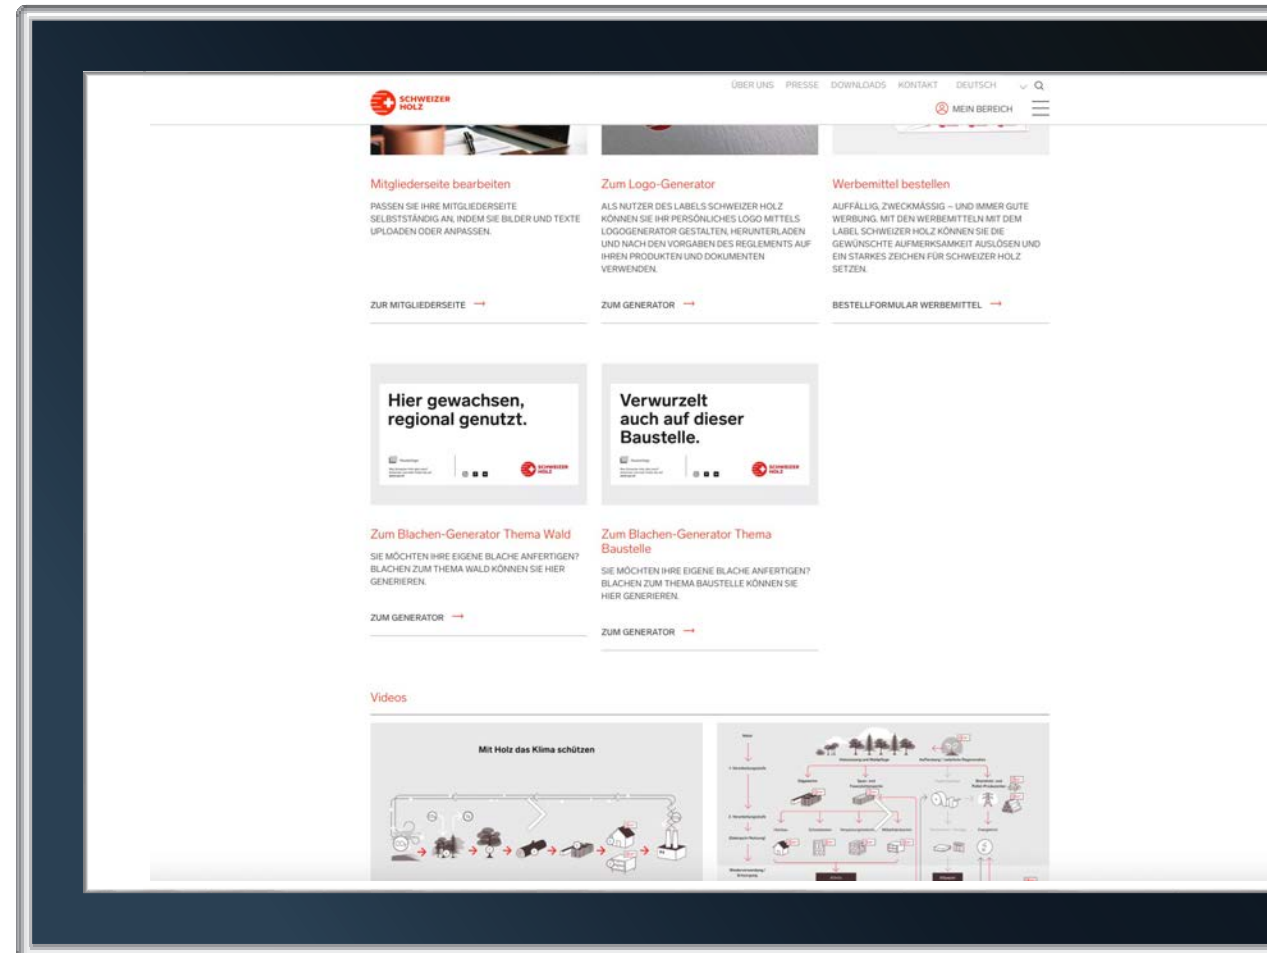 ÜBER UNS PRESSE DOWNLOADS KONTAKT DEUTSCH
SCHWEIZER
HOLZ
MEIN BEREICH
Mitgliederseite bearbeiten
PASSEN SIE IHRE MITGLIEDERSEITE
SELBSTSTÄNDIG AN, INDEM SIE BILDER UND TEXTE
UPLOADEN ODER ANPASSEN.
ZUR MITGLIEDERSEITE →
Zum Logo-Generator
ALS NUTZER DES LABELS SCHWEIZER HOLZ
KÖNNEN SIE IHR PERSÖNLICHES LOGO MITTELS
LOGOGENERATOR GESTALTEN, HERUNTERLADEN
UND NACH DEN VORGABEN DES REGLEMENTS AUF
IHREN PRODUKTEN UND DOKUMENTEN
VERWENDEN.
ZUM GENERATOR →
Werbemittel bestellen
AUFFÄLLIG, ZWECKMÄSSIG – UND IMMER GUTE
WERBUNG. MIT DEN WERBEMITTELN MIT DEM
LABEL SCHWEIZER HOLZ KÖNNEN SIE DIE
GEWÜNSCHTE AUFMERKSAMKEIT AUSLÖSEN UND
EIN STARKES ZEICHEN FÜR SCHWEIZER HOLZ
SETZEN.
BESTELLFORMULAR WERBEMITTEL →
Hier gewachsen,
regional genutzt.
SCHWEIZER
HOLZ
Zum Blachen-Generator Thema Wald
SIE MÖCHTEN IHRE EIGENE BLACHE ANFERTIGEN?
BLACHEN ZUM THEMA WALD KÖNNEN SIE HIER
GENERIEREN.
ZUM GENERATOR →
Verwurzelt
auch auf dieser
Baustelle.
SCHWEIZER
HOLZ
Zum Blachen-Generator Thema
Baustelle
SIE MÖCHTEN IHRE EIGENE BLACHE ANFERTIGEN?
BLACHEN ZUM THEMA BAUSTELLE KÖNNEN SIE
HIER GENERIEREN.
ZUM GENERATOR →
Videos
Mit Holz das Klima schützen